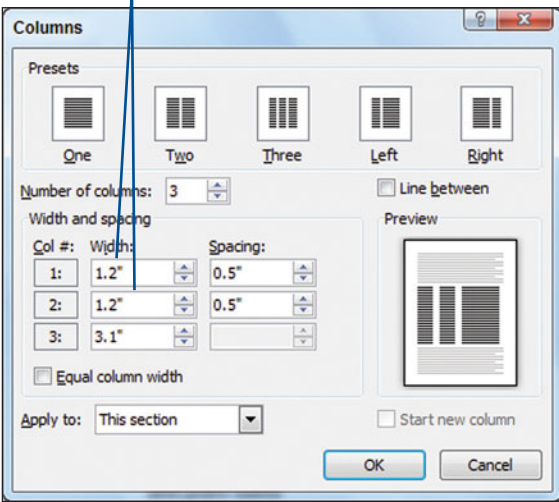 Columns
Presets
One Two Three Left Right
Number of columns: 3 Line between
Width and spacing Preview
Col #: Width: Spacing:
1: 1.2" 0.5"
2: 1.2" 0.5"
3: 3.1"
Equal column width
Apply to: This section Start new column
OK Cancel